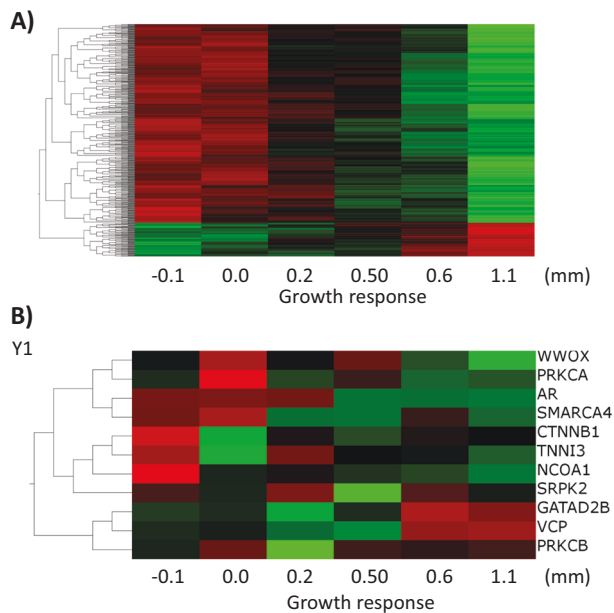 A)
-0.1 0.0 0.2 0.50 0.6 1.1 (mm)
Growth response
B)
Y1
WWOX
PRKCA
AR
SMARCA4
CTNNB1
TNNI3
NCOA1
SRPK2
GATAD2B
VCP
PRKCB
-0.1 0.0 0.2 0.50 0.6 1.1 (mm)
Growth response